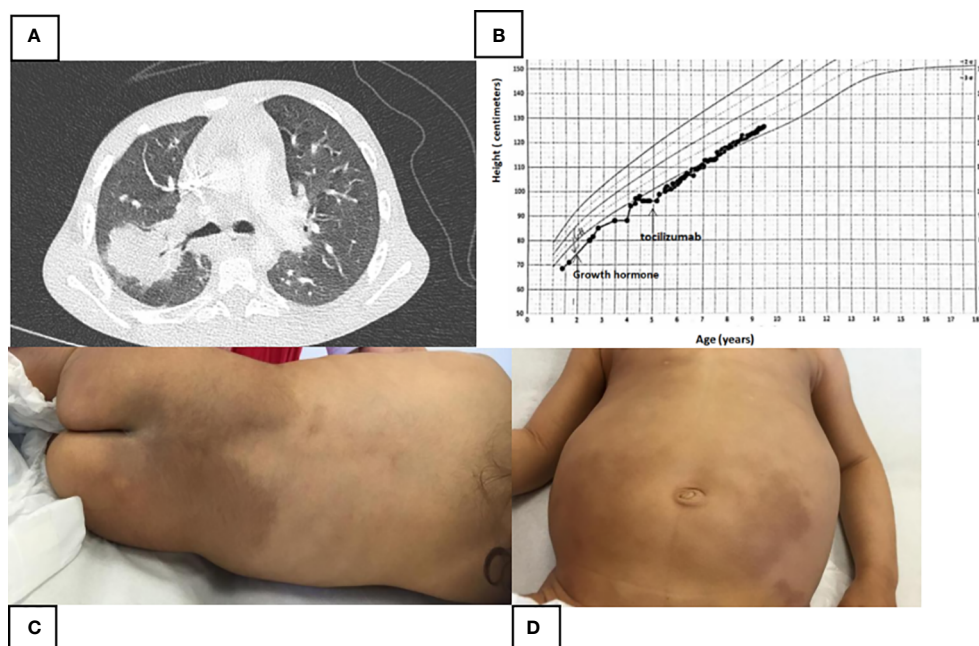 A
B
Height ( centimeters)
150
140
130
120
110
100
90
80
70
60
50
tocilizumab
Growth hormone
0 1 2 3 4 5 6 7 8 9 10 11 12 13 14 15 16 17 18
Age (years)
C
D